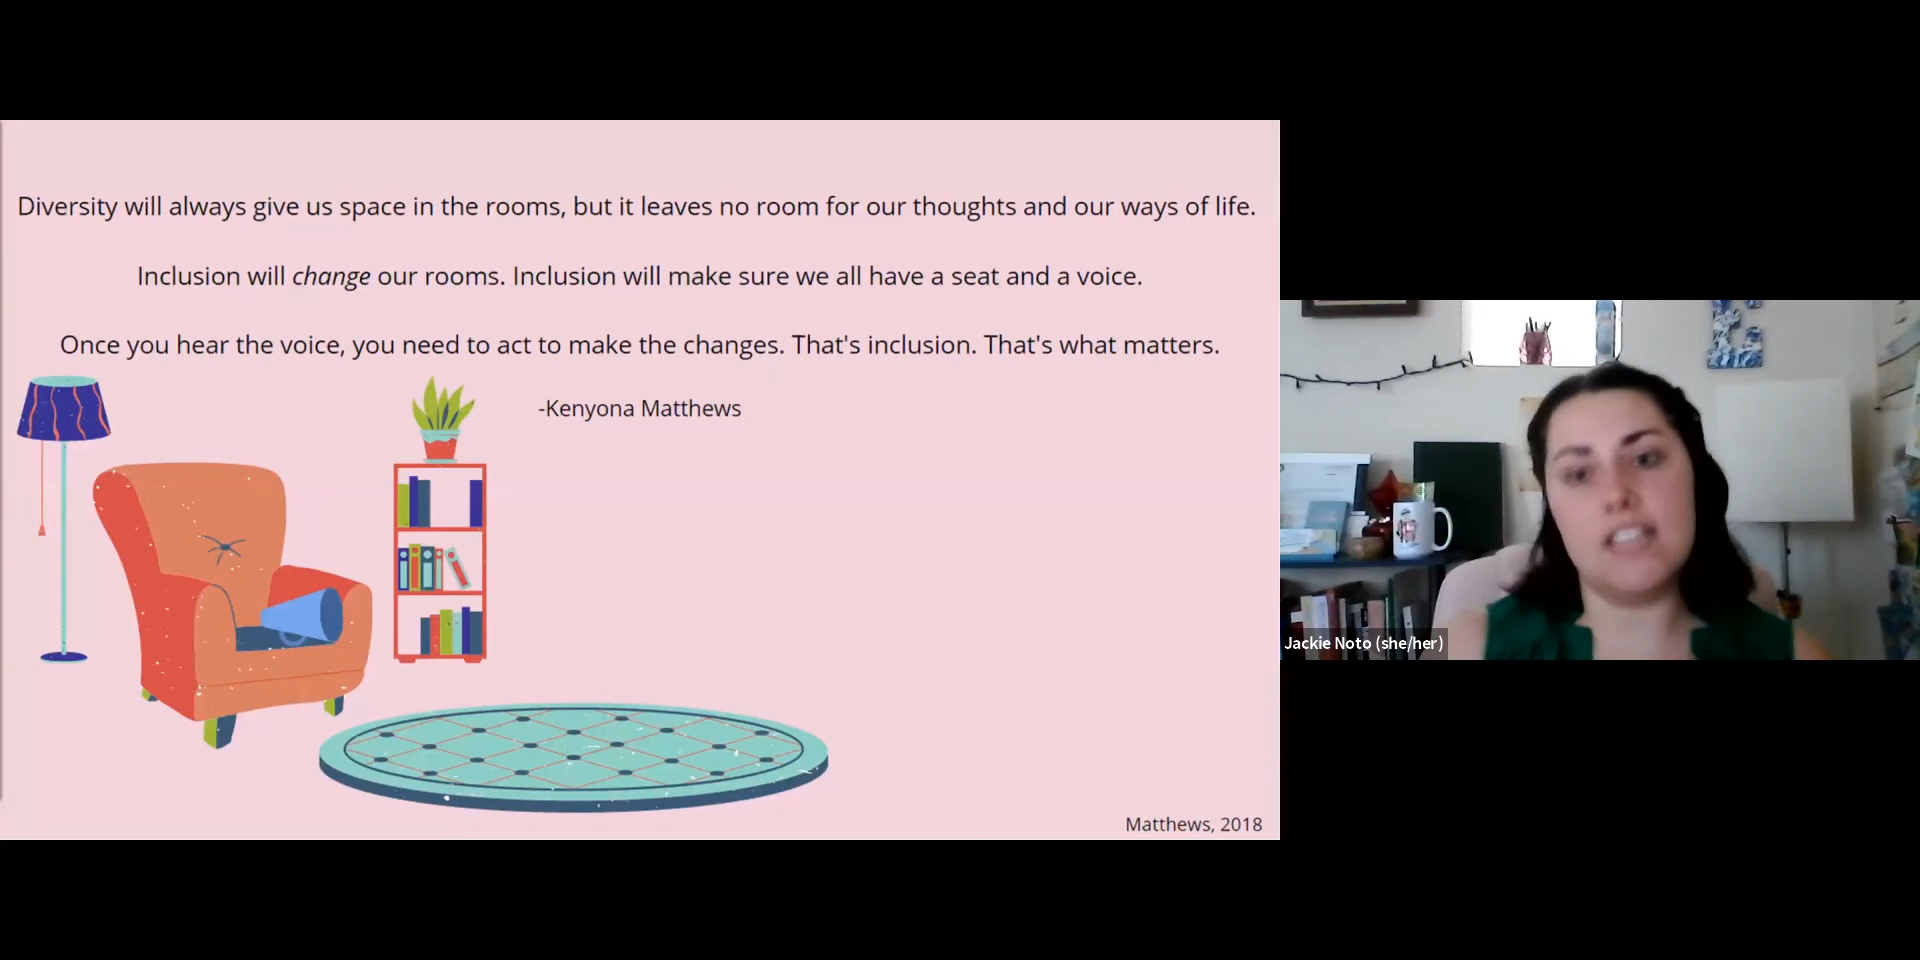 Diversity will always give us space in the rooms, but it leaves no room for our thoughts and our ways of life.
Inclusion will change our rooms. Inclusion will make sure we all have a seat and a voice.
Once you hear the voice, you need to act to make the changes. That's inclusion. That's what matters.
-Kenyona Matthews
Matthews, 2018
Jackie Noto (she/her)